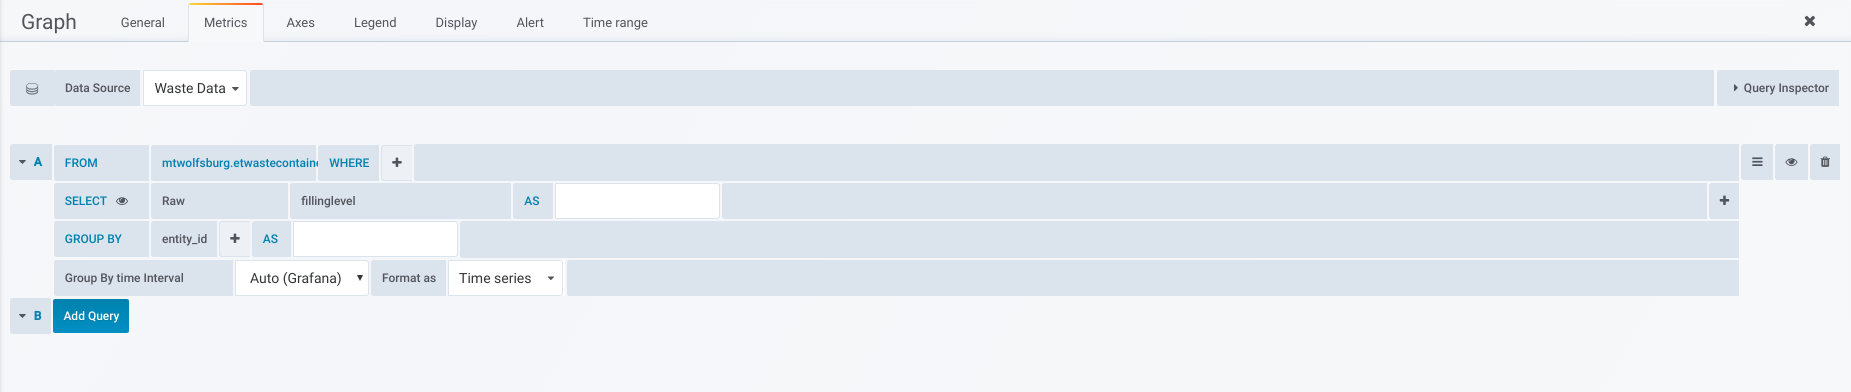 Graph General Metrics Axes Legend Display Alert Time range
Data Source Waste Data Query Inspector
A FROM mtwolfsburg.etwastecontain WHERE
SELECT Raw fillinglevel AS
GROUP BY entity_id + AS
Group By time Interval Auto (Grafana) Format as Time series
B Add Query